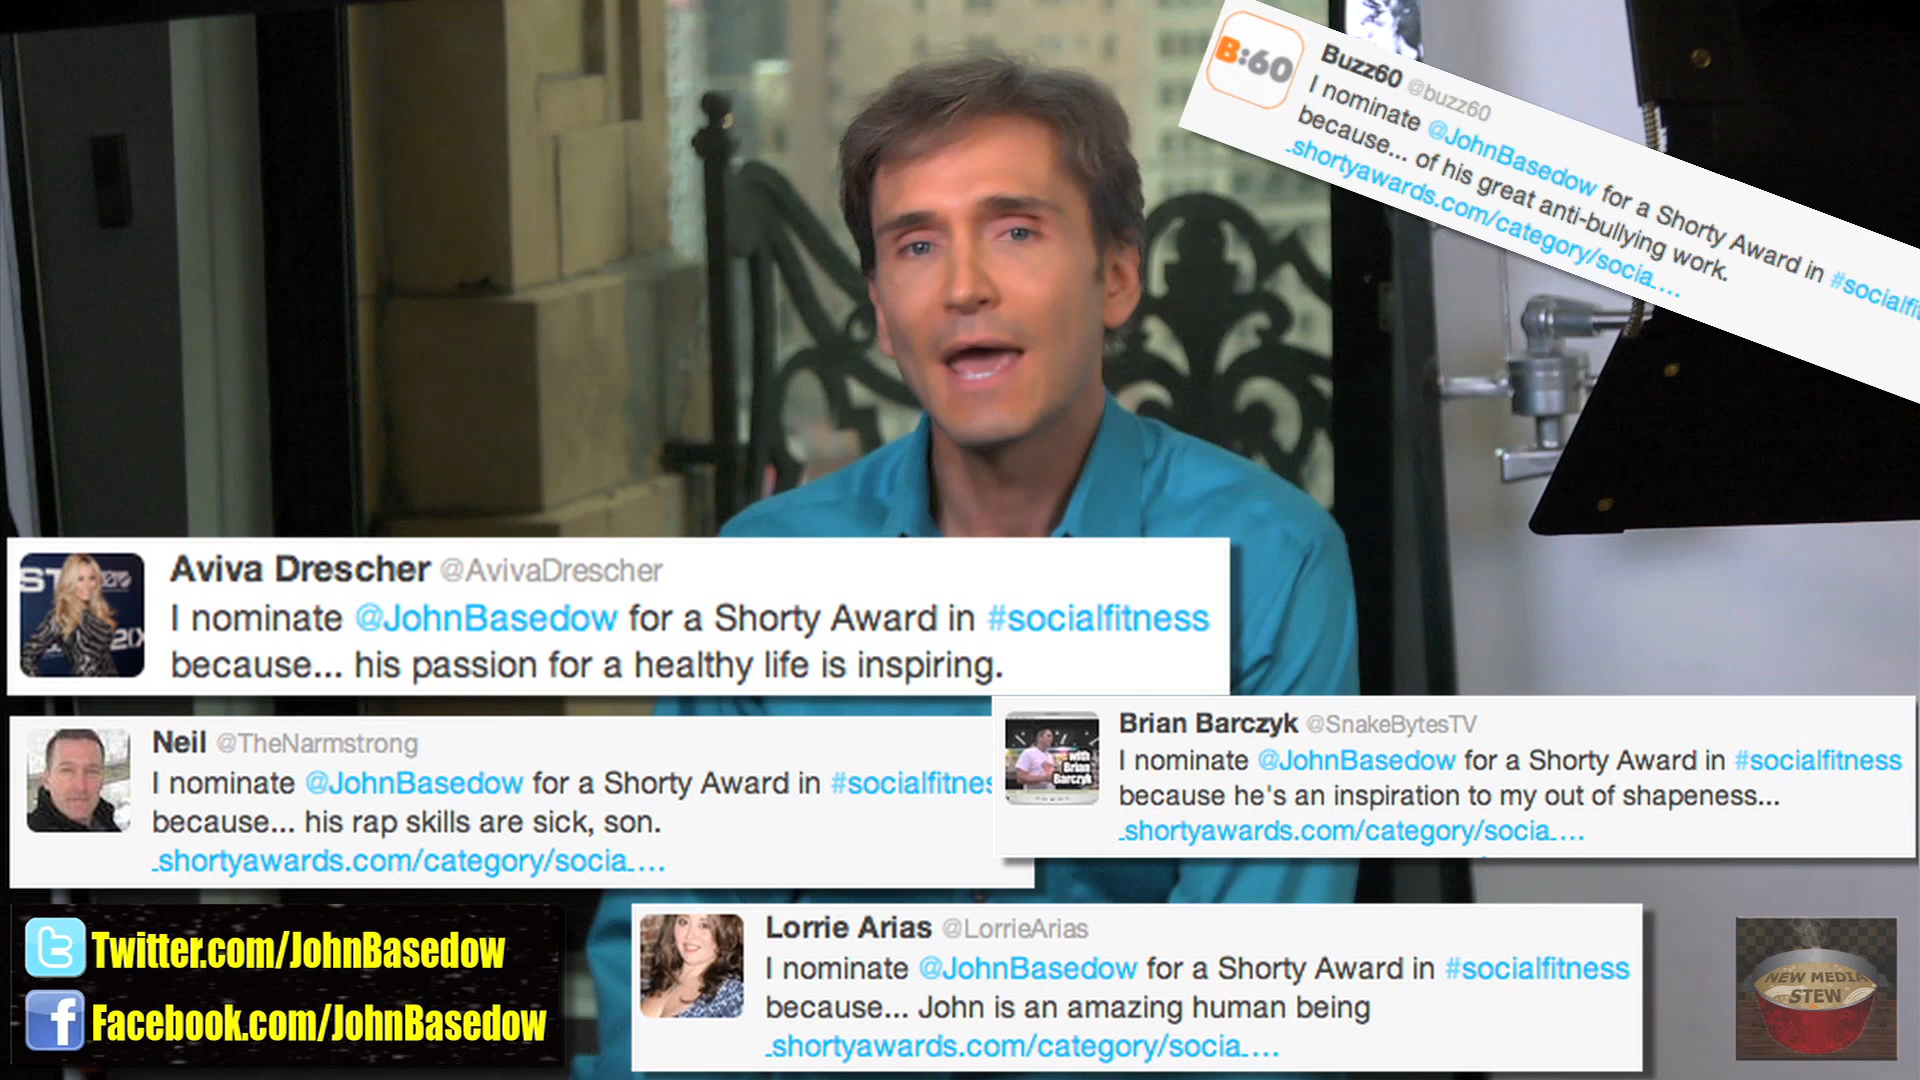 B:60
Buzz60 @buzz60
I nominate @JohnBasedow for a Shorty Award in #socialfit
because... of his great anti-bullying work.
shortyawards.com/category/socia…
Aviva Drescher @AvivaDrescher
I nominate @JohnBasedow for a Shorty Award in #socialfitness
because... his passion for a healthy life is inspiring.
Neil @TheNarmstrong
I nominate @JohnBasedow for a Shorty Award in #socialfitnes
because... his rap skills are sick, son.
shortyawards.com/category/socia…
with
Brian
Barczyk
Brian Barczyk @SnakeBytesTV
I nominate @JohnBasedow for a Shorty Award in #socialfitness
because he's an inspiration to my out of shapeness...
shortyawards.com/category/socia…
Lorrie Arias @LorrieArias
I nominate @JohnBasedow for a Shorty Award in #socialfitness
because... John is an amazing human being
shortyawards.com/category/socia…
Twitter.com/JohnBasedow
Facebook.com/JohnBasedow
NEW MEDIA
STEW